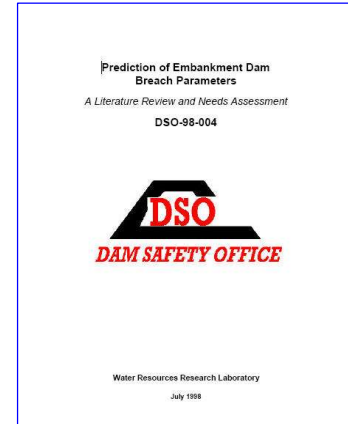 Prediction of Embankment Dam
Breach Parameters
A Literature Review and Needs Assessment
DSO-98-004
DSO
DAM SAFETY OFFICE
Water Resources Research Laboratory
July 1998